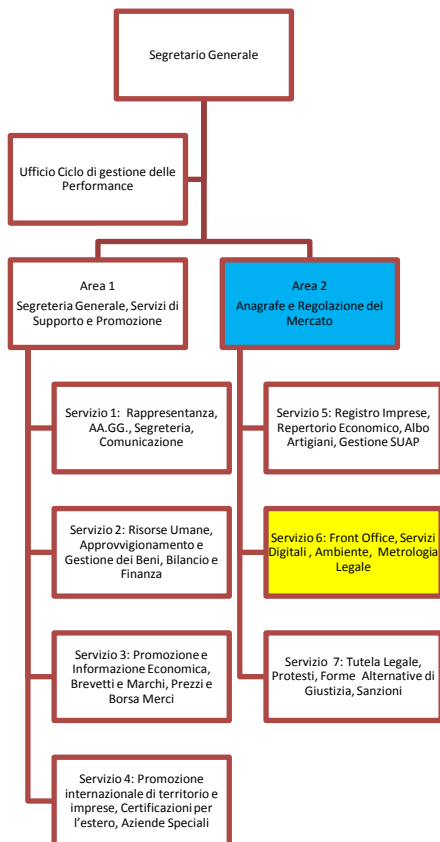 Segretario Generale
Ufficio Ciclo di gestione delle
Performance
Area 1
Segreteria Generale, Servizi di
Supporto e Promozione
Area 2
Anagrafe e Regolazione del
Mercato
Servizio 1: Rappresentanza,
AA.GG., Segreteria,
Comunicazione
Servizio 5: Registro Imprese,
Repertorio Economico, Albo
Artigiani, Gestione SUAP
Servizio 2: Risorse Umane,
Approvvigionamento e
Gestione dei Beni, Bilancio e
Finanza
Servizio 6: Front Office, Servizi
Digitali , Ambiente, Metrologia
Legale
Servizio 3: Promozione e
Informazione Economica,
Brevetti e Marchi, Prezzi e
Borsa Merci
Servizio 7: Tutela Legale,
Protesti, Forme Alternative di
Giustizia, Sanzioni
Servizio 4: Promozione
internazionale di territorio e
imprese, Certificazioni per
l'estero, Aziende Speciali